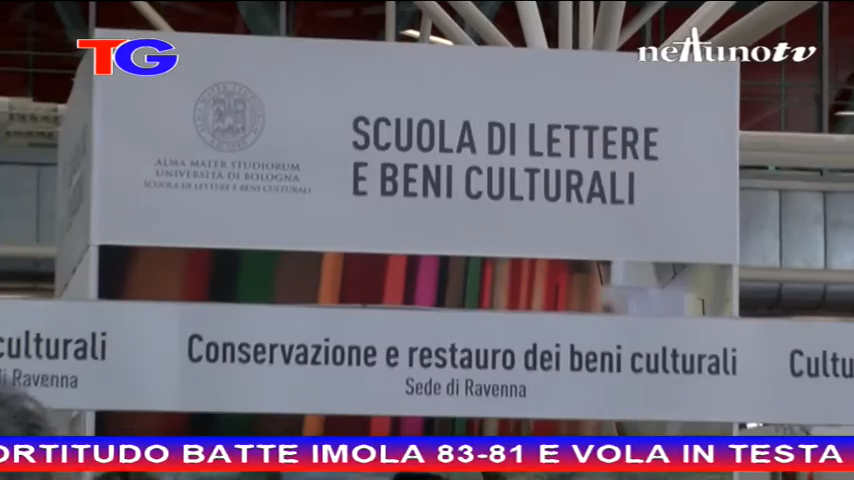 TG
nettunotv
SCUOLA DI LETTERE
E BENI CULTURALI
ALMA MATER STUDIORUM
UNIVERSITÀ DI BOLOGNA
SCUOLA DI LETTERE E BENI CULTURALI
culturali
di Ravenna
Conservazione e restauro dei beni culturali
Sede di Ravenna
Cultu
ORTITUDO BATTE IMOLA 83-81 E VOLA IN TESTA